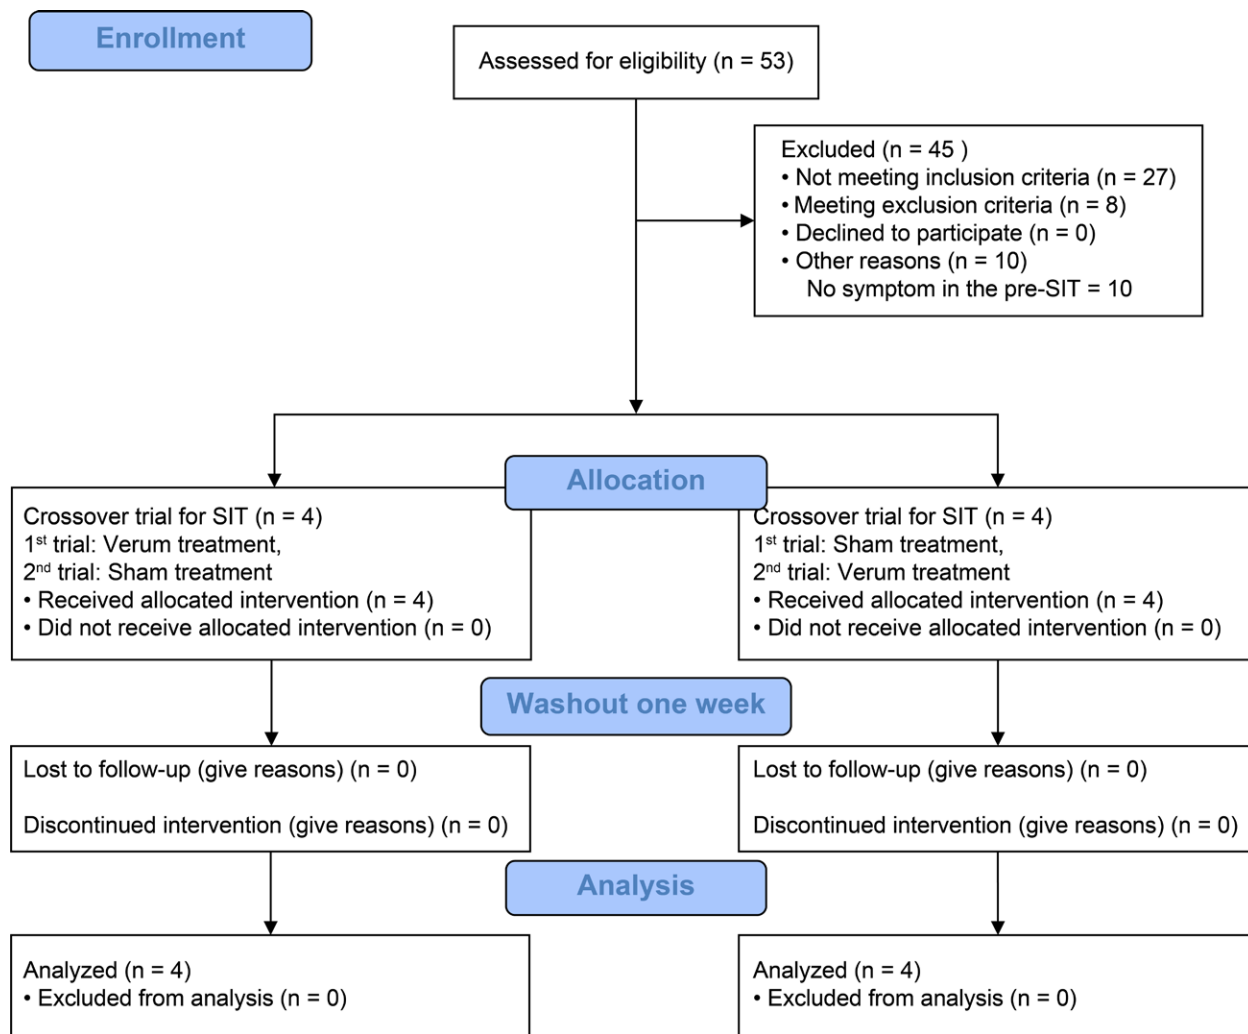 Enrollment
Assessed for eligibility (n = 53)
Excluded (n = 45 )
• Not meeting inclusion criteria (n = 27)
• Meeting exclusion criteria (n = 8)
• Declined to participate (n = 0)
• Other reasons (n = 10)
No symptom in the pre-SIT = 10
Allocation
Crossover trial for SIT (n = 4)
1st trial: Verum treatment,
2nd trial: Sham treatment
• Received allocated intervention (n = 4)
• Did not receive allocated intervention (n = 0)
Crossover trial for SIT (n = 4)
1st trial: Sham treatment,
2nd trial: Verum treatment
• Received allocated intervention (n = 4)
• Did not receive allocated intervention (n = 0)
Washout one week
Lost to follow-up (give reasons) (n = 0)
Discontinued intervention (give reasons) (n = 0)
Lost to follow-up (give reasons) (n = 0)
Discontinued intervention (give reasons) (n = 0)
Analysis
Analyzed (n = 4)
• Excluded from analysis (n = 0)
Analyzed (n = 4)
• Excluded from analysis (n = 0)